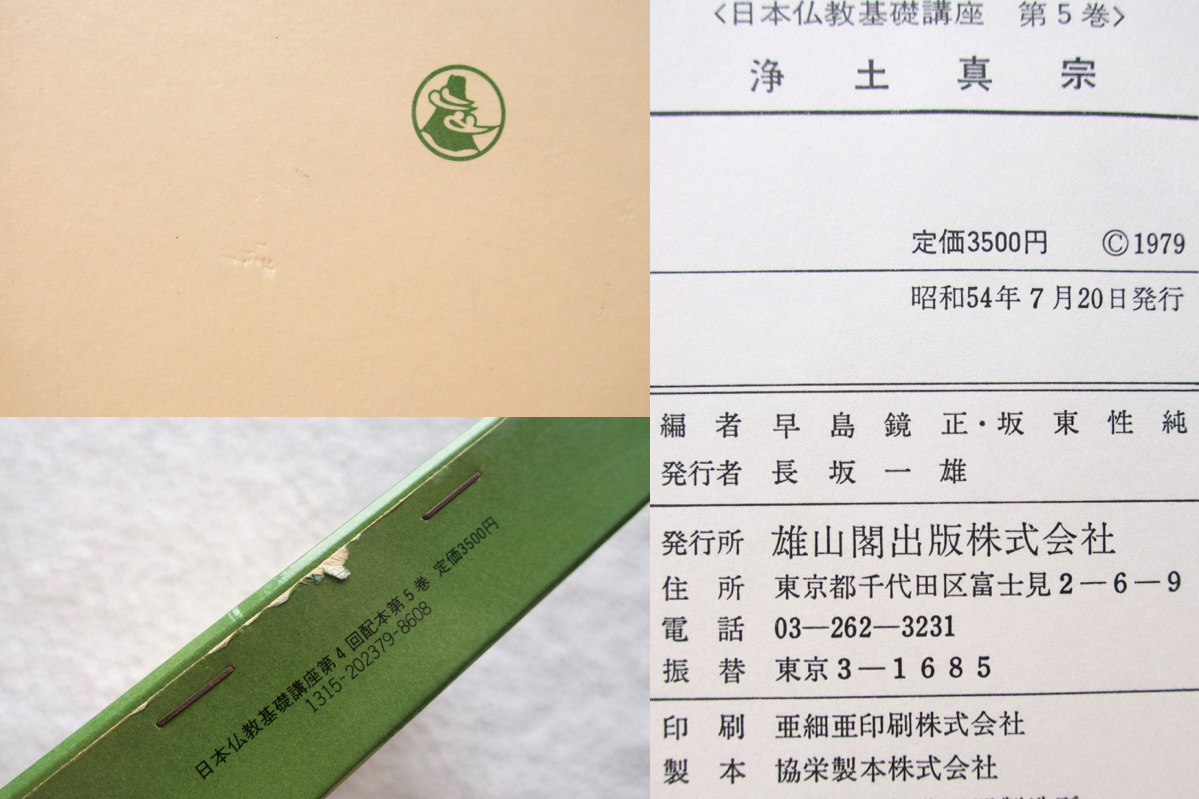 日本仏教基礎講座第4回配本第5巻 定価3500円
1315-202379-8608
〈日本仏教基礎講座 第5巻〉
浄土真宗
定価3500円 ©1979
昭和54年7月20日発行
編者 早島鏡正・坂東性純
発行者 長坂一雄
発行所 雄山閣出版株式会社
住所 東京都千代田区富士見2―6―9
電話 03―262―3231
振替 東京3―1685
印刷 亜細亜印刷株式会社
製本 協栄製本株式会社